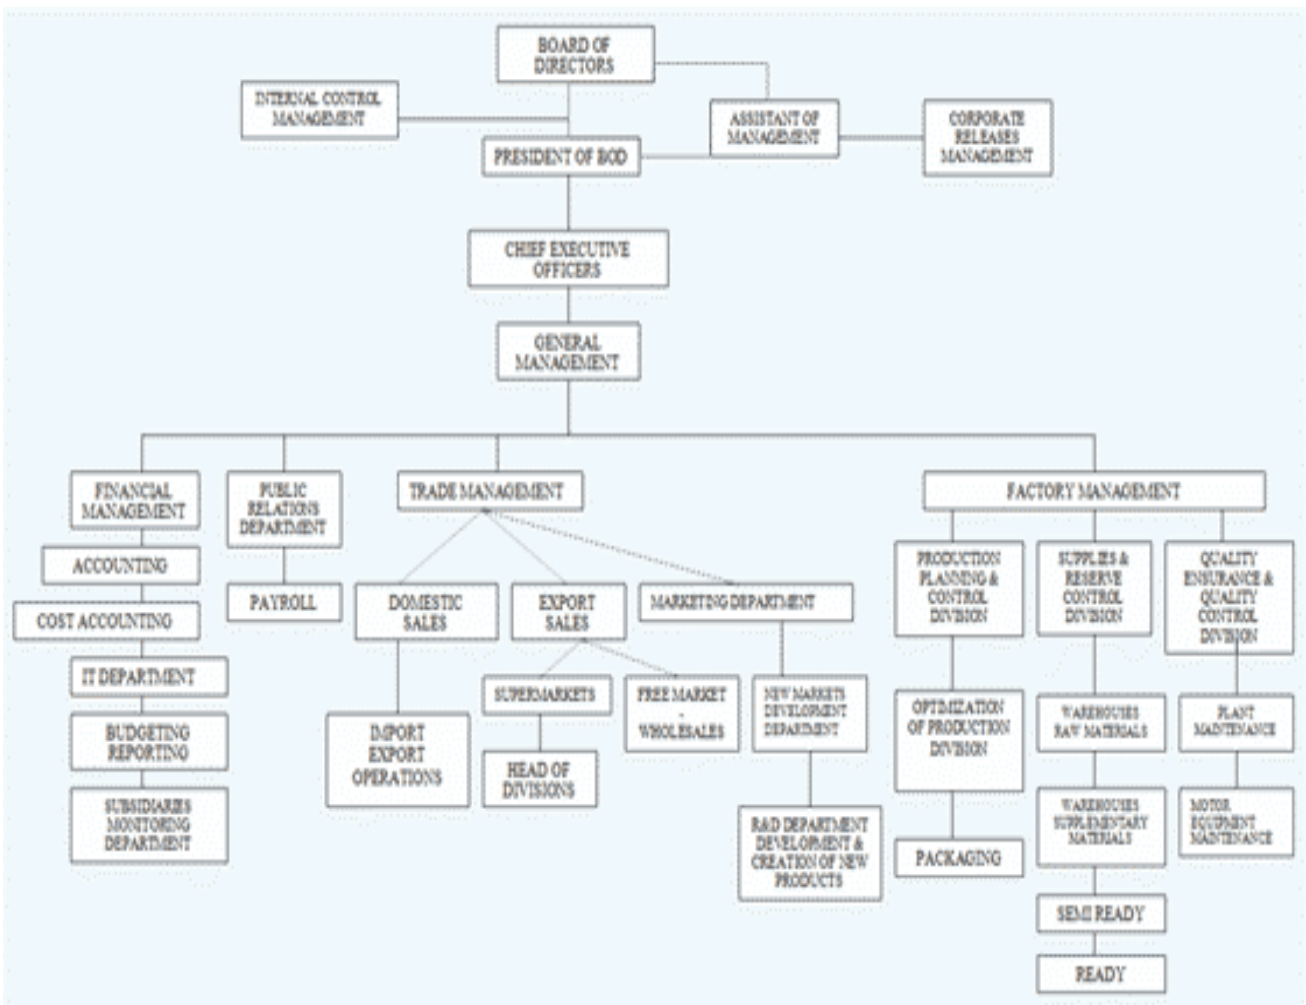 BOARD OF
DIRECTORS
INTERNAL CONTROL
MANAGEMENT
ASSISTANT OF
MANAGEMENT
CORPORATE
RELEASES
MANAGEMENT
PRESIDENT OF BOD
CHIEF EXECUTIVE
OFFICERS
GENERAL
MANAGEMENT
FINANCIAL
MANAGEMENT
PUBLIC
RELATIONS
DEPARTMENT
TRADE MANAGEMENT
FACTORY MANAGEMENT
ACCOUNTING
COST ACCOUNTING
IT DEPARTMENT
BUDGETING
REPORTING
SUBSIDIARIES
MONITORING
DEPARTMENT
PAYROLL
DOMESTIC
SALES
EXPORT
SALES
MARKETING DEPARTMENT
IMPORT
EXPORT
OPERATIONS
SUPERMARKETS
HEAD OF
DIVISIONS
FREE MARKET
-
WHOLESALES
NEW MARKETS
DEVELOPMENT
DEPARTMENT
R&D DEPARTMENT
DEVELOPMENT &
CREATION OF NEW
PRODUCTS
PRODUCTION
PLANNING &
CONTROL
DIVISION
OPTIMIZATION
OF PRODUCTION
DIVISION
PACKAGING
SUPPLIES &
RESERVE
CONTROL
DIVISION
WAREHOUSES
RAW MATERIALS
WAREHOUSES
SUPPLEMENTARY
MATERIALS
SEMI READY
READY
QUALITY
ENSURANCE &
QUALITY
CONTROL
DIVISION
PLANT
MAINTENANCE
MOTOR
EQUIPMENT
MAINTENANCE